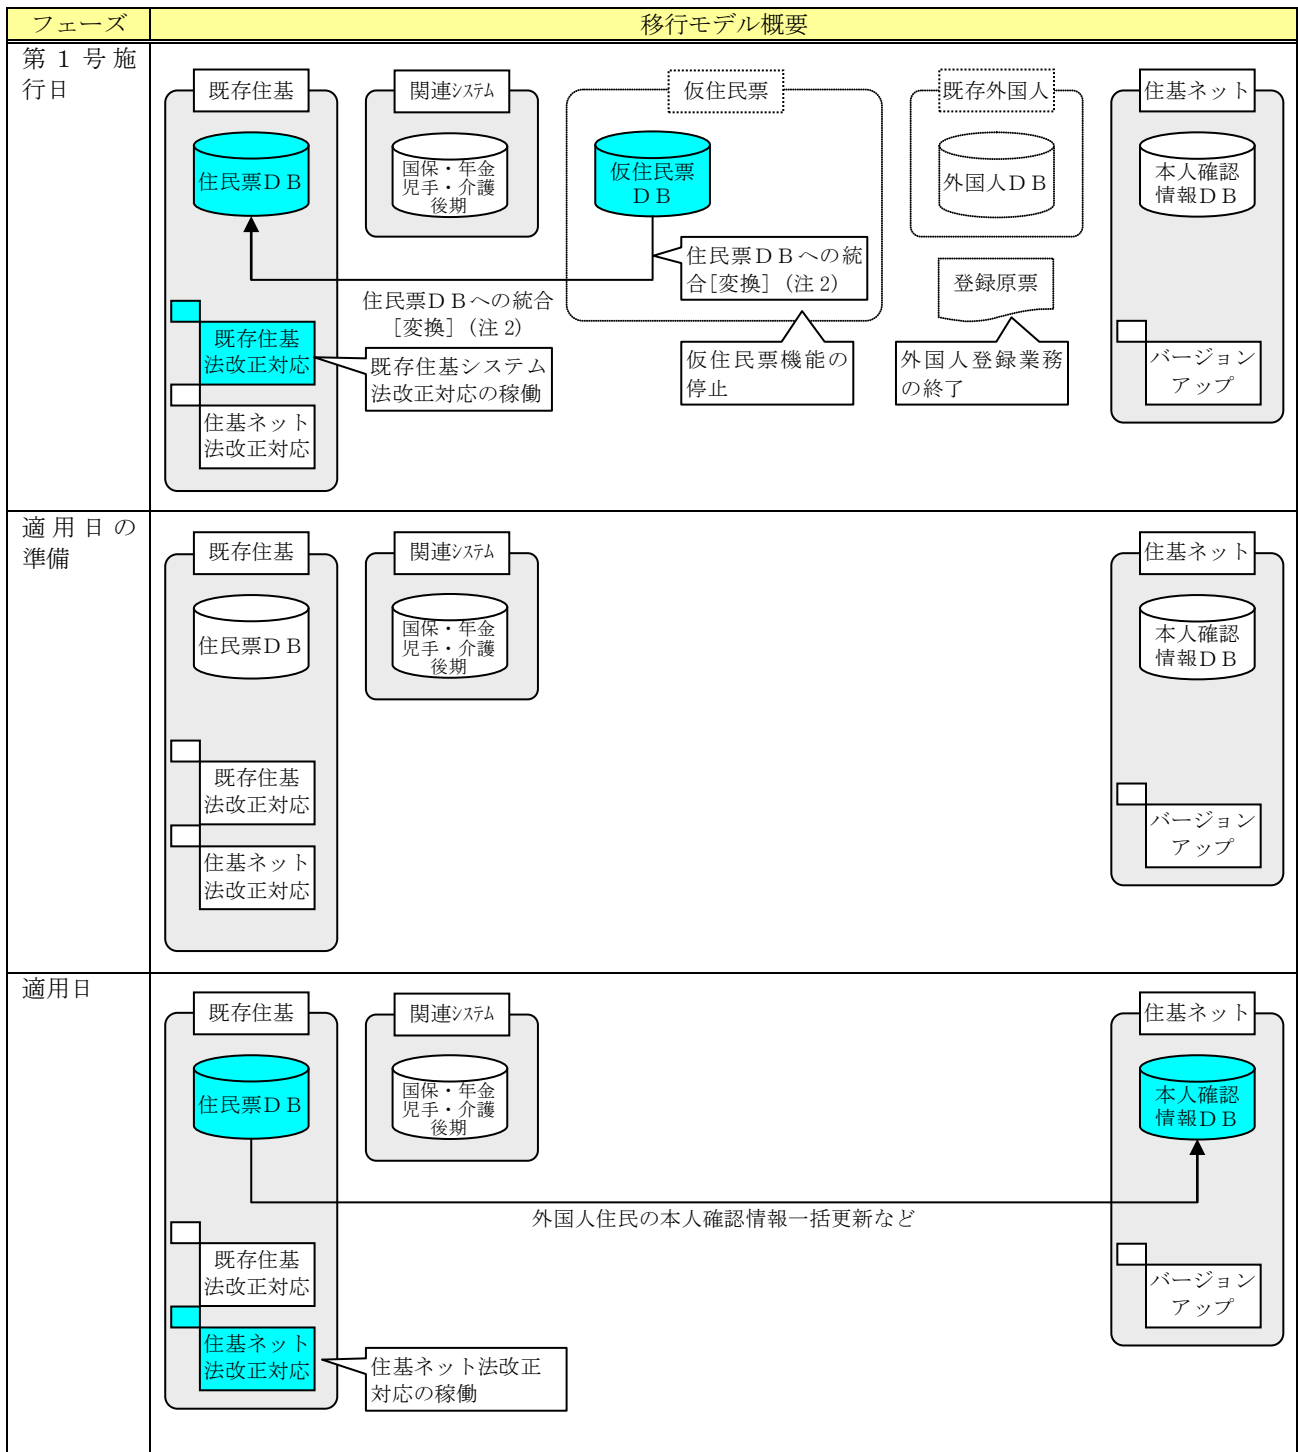 フェーズ
移行モデル概要
第１号施
行日
既存住基
関連ｼｽﾃﾑ
仮住民票
既存外国人
住基ネット
住民票ＤＢ
国保・年金
児手・介護
後期
仮住民票
ＤＢ
外国人ＤＢ
本人確認
情報ＤＢ
住民票ＤＢへの統
合[変換]（注2）
住民票ＤＢへの統合
[変換]（注2）
登録原票
既存住基
法改正対応
既存住基システム
法改正対応の稼働
仮住民票機能の
停止
外国人登録業務
の終了
バージョン
アップ
住基ネット
法改正対応
適用日の
準備
既存住基
関連ｼｽﾃﾑ
住基ネット
住民票ＤＢ
国保・年金
児手・介護
後期
本人確認
情報ＤＢ
既存住基
法改正対応
バージョン
アップ
住基ネット
法改正対応
適用日
既存住基
関連ｼｽﾃﾑ
住基ネット
住民票ＤＢ
国保・年金
児手・介護
後期
本人確認
情報ＤＢ
外国人住民の本人確認情報一括更新など
既存住基
法改正対応
バージョン
アップ
住基ネット
法改正対応
住基ネット法改正
対応の稼働